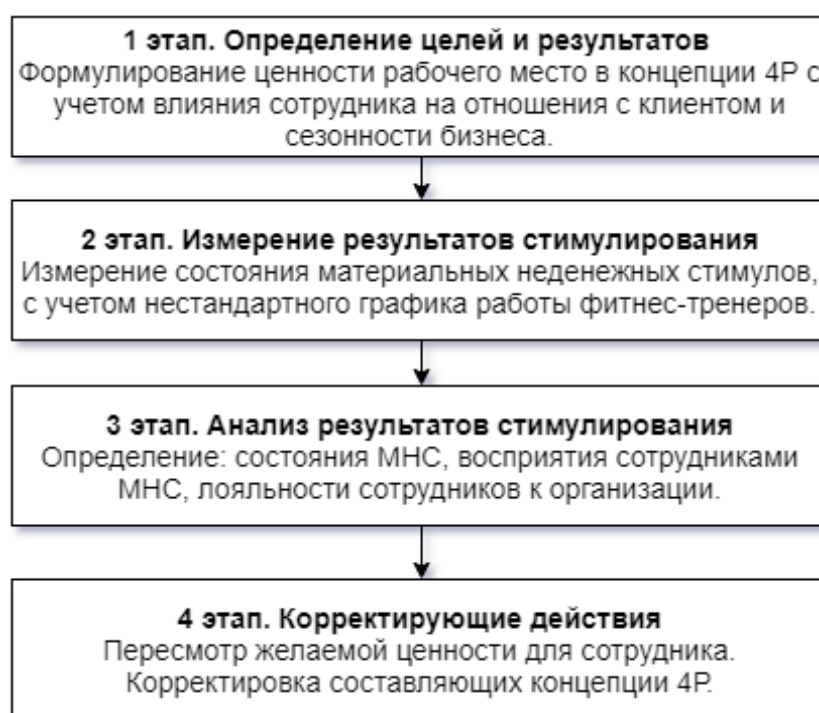 1 этап. Определение целей и результатов
Формулирование ценности рабочего место в концепции 4Р с
учетом влияния сотрудника на отношения с клиентом и
сезонности бизнеса.
2 этап. Измерение результатов стимулирования
Измерение состояния материальных неденежных стимулов,
с учетом нестандартного графика работы фитнес-тренеров.
3 этап. Анализ результатов стимулирования
Определение: состояния МНС, восприятия сотрудниками
МНС, лояльности сотрудников к организации.
4 этап. Корректирующие действия
Пересмотр желаемой ценности для сотрудника.
Корректировка составляющих концепции 4Р.